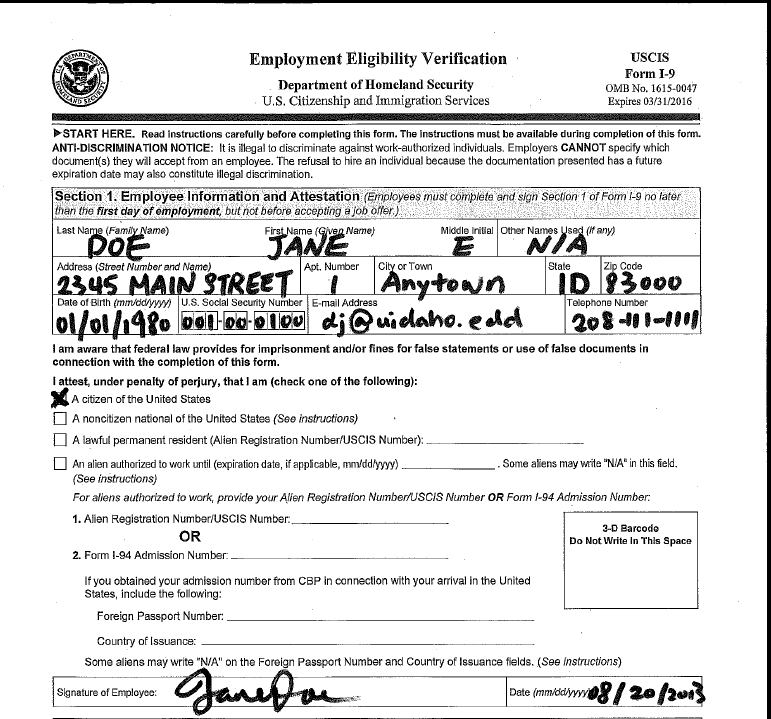 Employment Eligibility Verification
Department of Homeland Security
U.S. Citizenship and Immigration Services
USCIS
Form I-9
OMB No. 1615-0047
Expires 03/31/2016
►START HERE. Read instructions carefully before completing this form. The instructions must be available during completion of this form.
ANTI-DISCRIMINATION NOTICE: It is illegal to discriminate against work-authorized individuals. Employers CANNOT specify which
document(s) they will accept from an employee. The refusal to hire an individual because the documentation presented has a future
expiration date may also constitute illegal discrimination.
Section 1. Employee Information and Attestation (Employees must complete and sign Section 1 of Form I-9 no later
than the first day of employment, but not before accepting a job offer.)
Last Name (Family Name) First Name (Given Name) Middle Initial Other Names Used (if any)
DOE JANE E N/A
Address (Street Number and Name) Apt. Number City or Town State Zip Code
2345 MAIN STREET 1 Anytown ID 83000
Date of Birth (mm/dd/yyyy) U.S. Social Security Number E-mail Address Telephone Number
01/01/1980 001-00-0100 dj@uidaho.edd 208-111-1111
I am aware that federal law provides for imprisonment and/or fines for false statements or use of false documents in
connection with the completion of this form.
I attest, under penalty of perjury, that I am (check one of the following):
X A citizen of the United States
A noncitizen national of the United States (See instructions)
A lawful permanent resident (Alien Registration Number/USCIS Number):
An alien authorized to work until (expiration date, if applicable, mm/dd/yyyy) . Some aliens may write "N/A" in this field.
(See instructions)
For aliens authorized to work, provide your Alien Registration Number/USCIS Number OR Form I-94 Admission Number:
1. Alien Registration Number/USCIS Number:
OR
2. Form I-94 Admission Number:
3-D Barcode
Do Not Write in This Space
If you obtained your admission number from CBP in connection with your arrival in the United
States, include the following:
Foreign Passport Number:
Country of Issuance:
Some aliens may write "N/A" on the Foreign Passport Number and Country of Issuance fields. (See instructions)
Signature of Employee: Jane Doe Date (mm/dd/yyyy) 08/20/2013